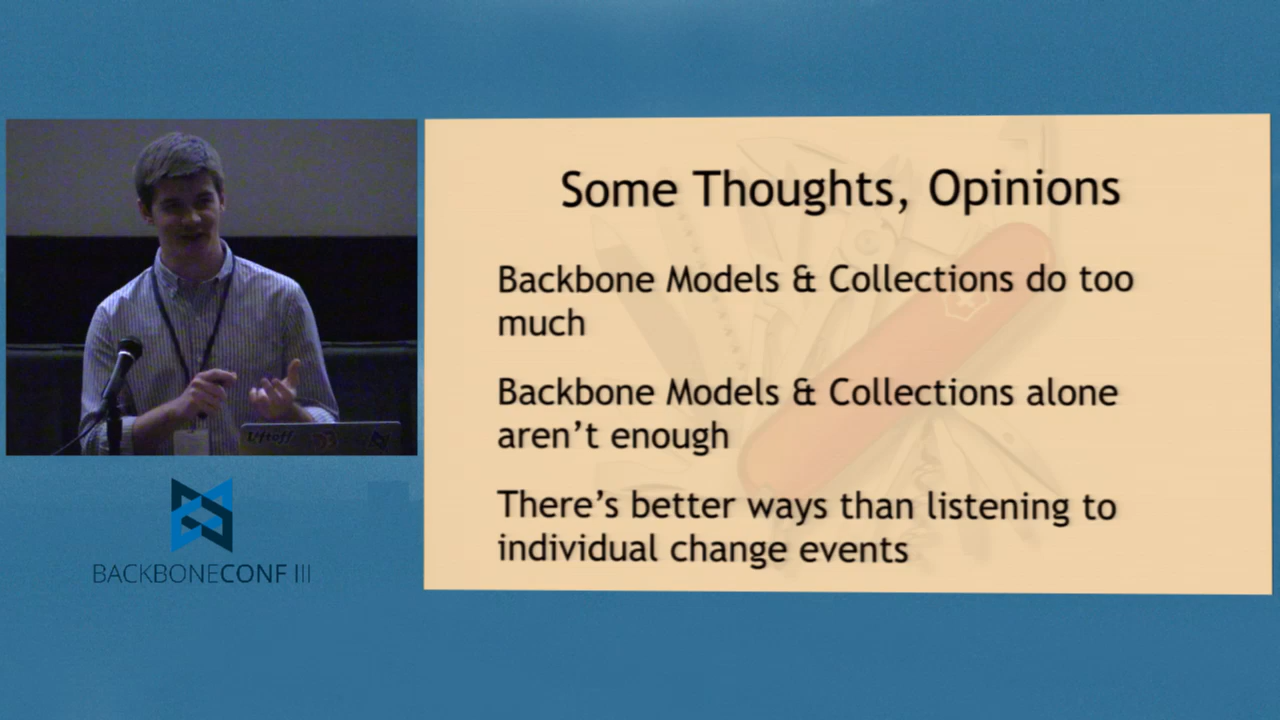 Some Thoughts, Opinions
Backbone Models & Collections do too
much
Backbone Models & Collections alone
aren’t enough
There’s better ways than listening to
individual change events
BACKBONECONF III